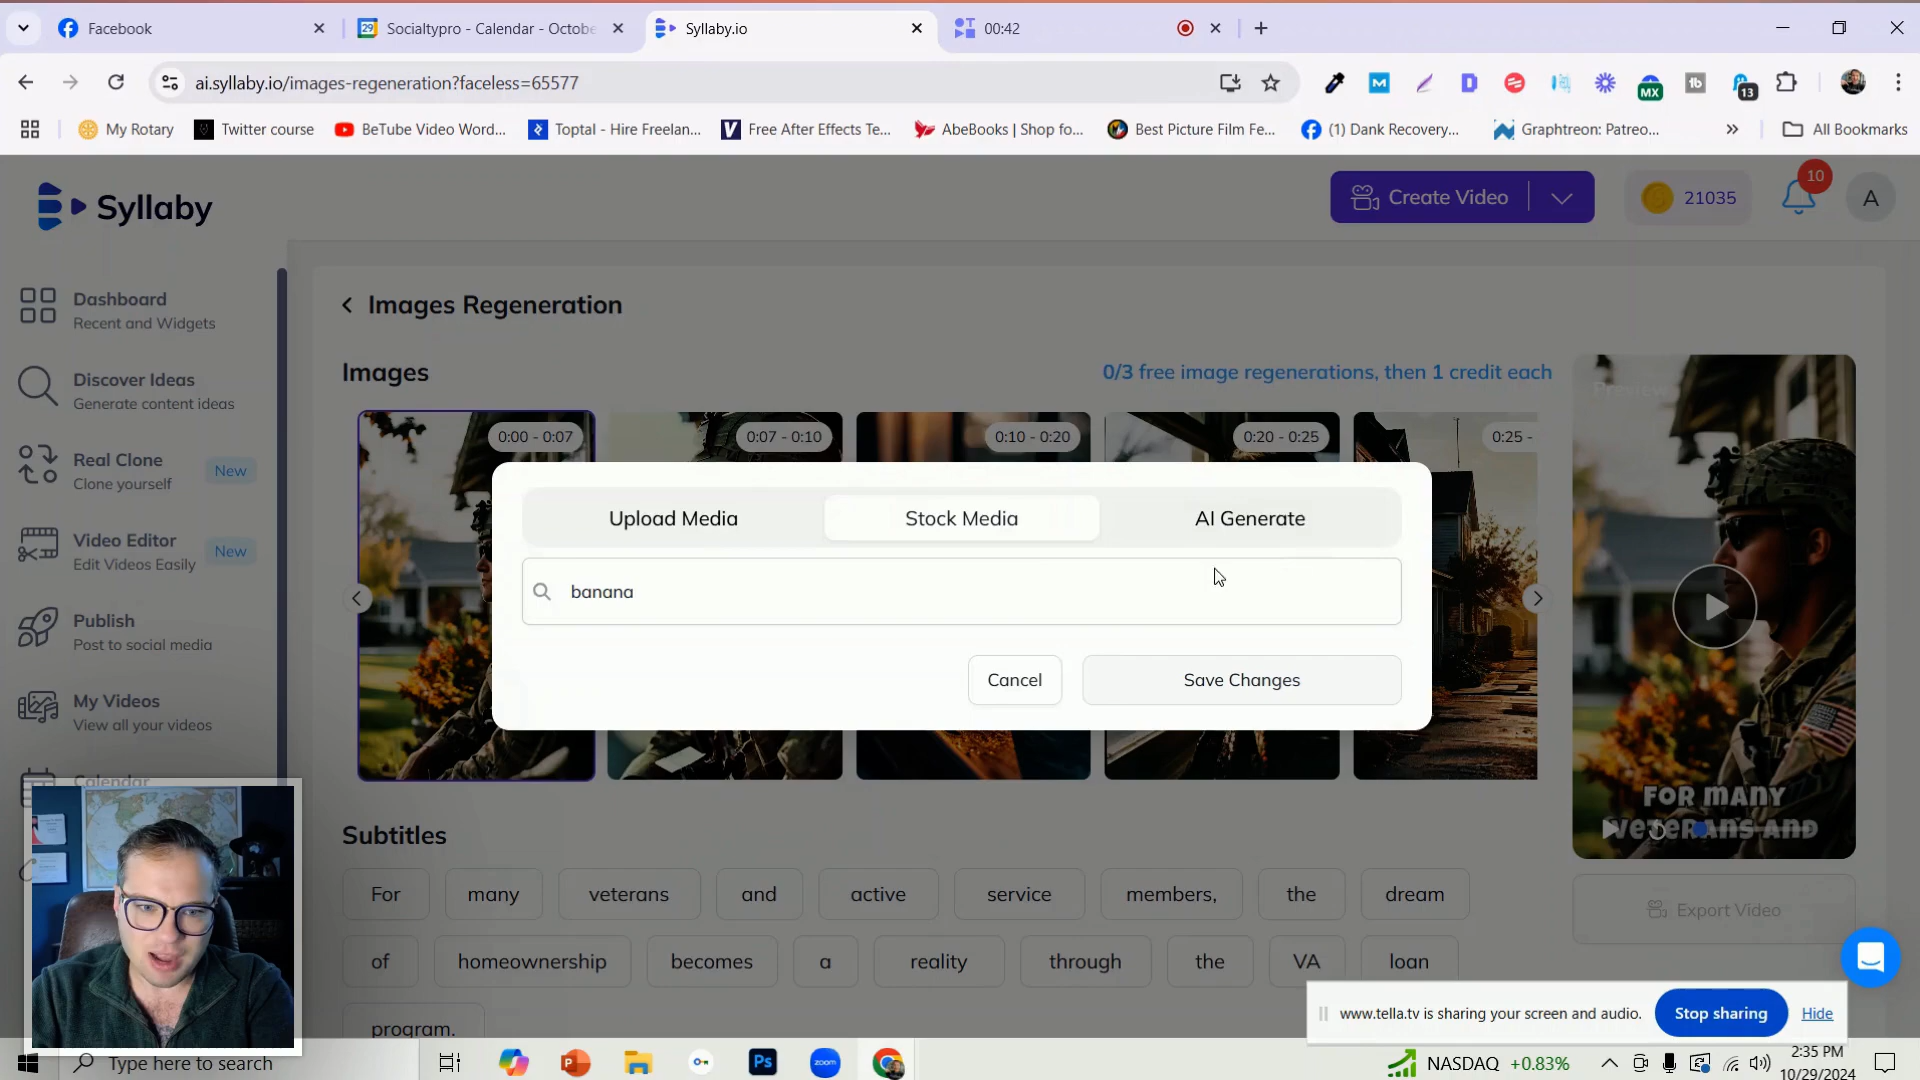 Facebook
Socialtypro - Calendar - Octobe
Syllaby.io
00:42
ai.syllaby.io/images-regeneration?faceless=65577
MX
13
My Rotary
Twitter course
BeTube Video Word...
Toptal - Hire Freelan...
Free After Effects Te...
AbeBooks | Shop fo...
Best Picture Film Fe...
(1) Dank Recovery...
Graphtreon: Patreo...
All Bookmarks
Syllaby
Create Video
21035
10
A
Dashboard
Recent and Widgets
Discover Ideas
Generate content ideas
Real Clone
Clone yourself
New
Video Editor
Edit Videos Easily
New
Publish
Post to social media
My Videos
View all your videos
Calendar
Images Regeneration
Images
0/3 free image regenerations, then 1 credit each
0:00 - 0:07
0:07 - 0:10
0:10 - 0:20
0:20 - 0:25
0:25 -
Preview
Upload Media
Stock Media
AI Generate
banana
Cancel
Save Changes
FOR MANY
VETERANS AND
Subtitles
For many veterans and active service members, the dream
of homeownership becomes a reality through the VA loan
program.
Export Video
www.tella.tv is sharing your screen and audio.
Stop sharing
Hide
Type here to search
Ps
zoom
NASDAQ +0.83%
2:35 PM
10/29/2024